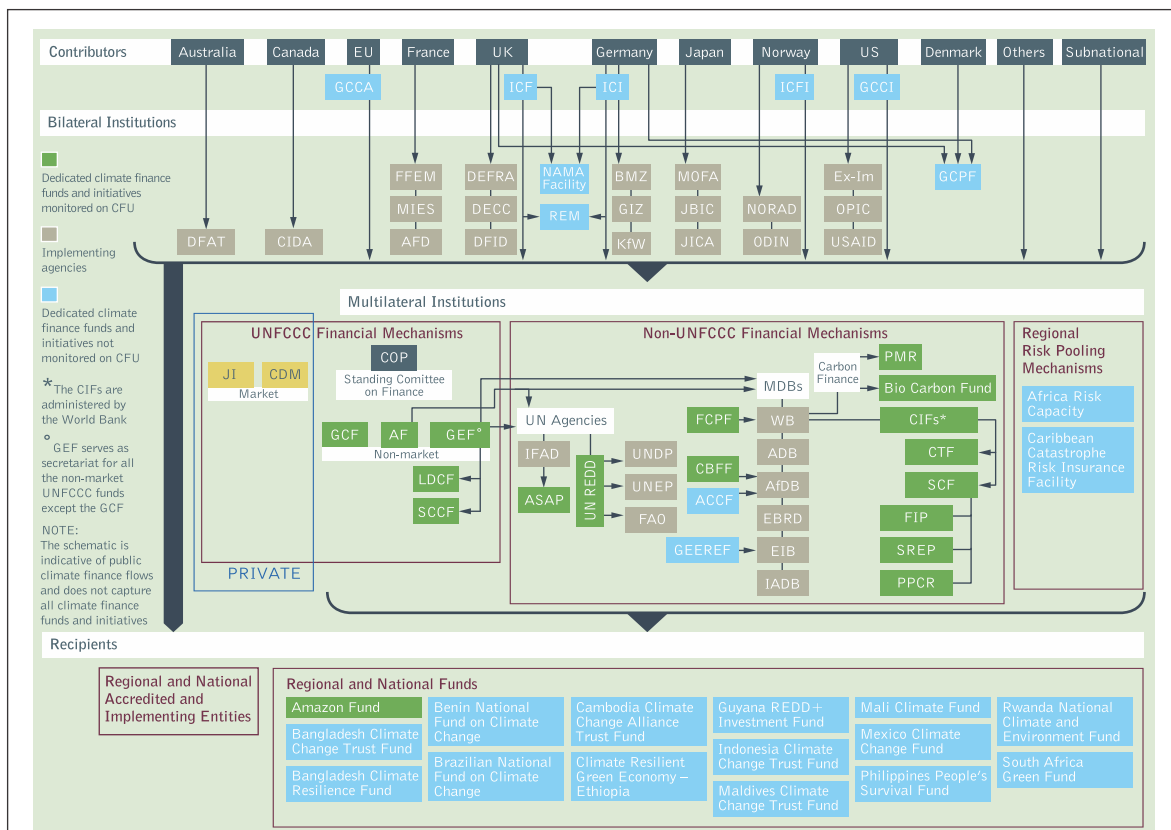 Contributors
Australia
Canada
EU
France
UK
Germany
Japan
Norway
US
Denmark
Others
Subnational
GCCA
ICF
ICI
ICFI
GCCI
Bilateral Institutions
Dedicated climate finance
funds and initiatives
monitored on CFU
Implementing
agencies
Dedicated climate
finance funds and
initiatives not
monitored on CFU
*The CIFs are
administered by
the World Bank
°GEF serves as
secretariat for all
the non-market
UNFCCC funds
except the GCF
NOTE:
The schematic is
indicative of public
climate finance flows
and does not capture
all climate finance
funds and initiatives
DFAT
CIDA
FFEM
MIES
AFD
DEFRA
DECC
DFID
NAMA
Facility
REM
BMZ
GIZ
KfW
MOFA
JBIC
JICA
NORAD
ODIN
Ex-Im
OPIC
USAID
GCPF
Multilateral Institutions
UNFCCC Financial Mechanisms
JI
CDM
Market
PRIVATE
COP
Standing Comittee
on Finance
GCF
AF
GEF°
Non-market
LDCF
SCCF
Non-UNFCCC Financial Mechanisms
UN Agencies
IFAD
ASAP
UN REDD
UNDP
UNEP
FAO
MDBs
FCPF
WB
ADB
CBFF
AfDB
ACCF
EBRD
GEEREF
EIB
IADB
Carbon
Finance
PMR
Bio Carbon Fund
CIFs*
CTF
SCF
FIP
SREP
PPCR
Regional
Risk Pooling
Mechanisms
Africa Risk
Capacity
Caribbean
Catastrophe
Risk Insurance
Facility
Recipients
Regional and National
Accredited and
Implementing Entities
Regional and National Funds
Amazon Fund
Bangladesh Climate
Change Trust Fund
Bangladesh Climate
Resilience Fund
Benin National
Fund on Climate
Change
Brazilian National
Fund on Climate
Change
Cambodia Climate
Change Alliance
Trust Fund
Climate Resilient
Green Economy –
Ethiopia
Guyana REDD+
Investment Fund
Indonesia Climate
Change Trust Fund
Maldives Climate
Change Trust Fund
Mali Climate Fund
Mexico Climate
Change Fund
Philippines People's
Survival Fund
Rwanda National
Climate and
Environment Fund
South Africa
Green Fund